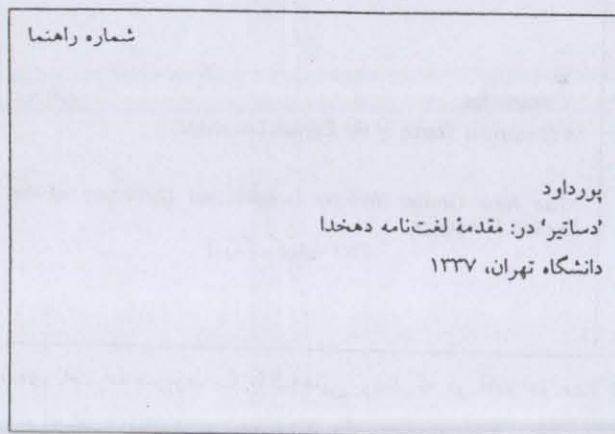 شماره راهنما
پورداود
'دساتیر' در: مقدمهٔ لغت‌نامه دهخدا
دانشگاه تهران، ۱۳۳۷